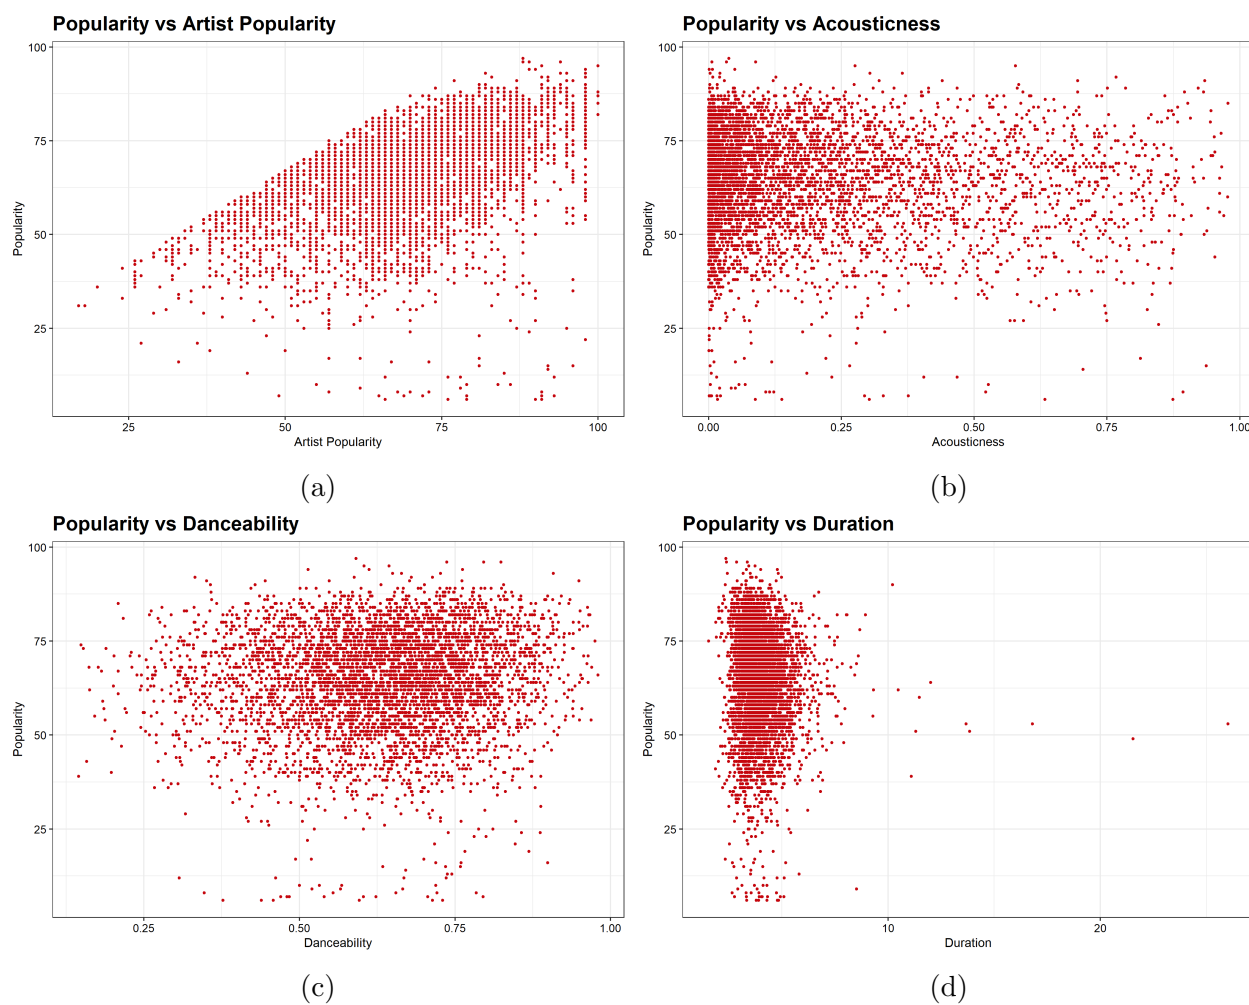 Popularity vs Artist Popularity
100
75
50
25
Popularity
25 50 75 100
Artist Popularity
(a)
Popularity vs Acousticness
100
75
50
25
Popularity
0.00 0.25 0.50 0.75 1.00
Acousticness
(b)
Popularity vs Danceability
100
75
50
25
Popularity
0.25 0.50 0.75 1.00
Danceability
(c)
Popularity vs Duration
100
75
50
25
Popularity
10 20
Duration
(d)